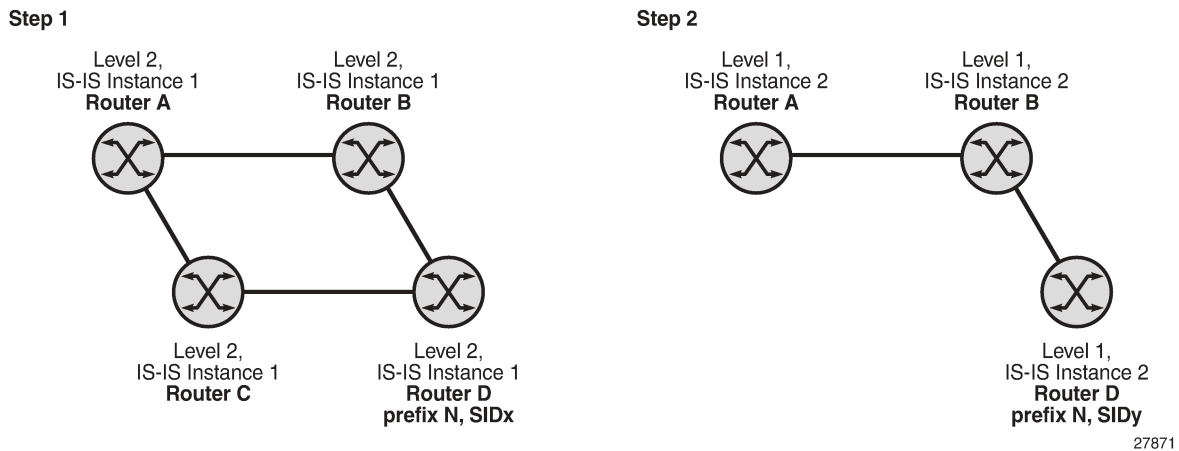 Step 1
Level 2,
IS-IS Instance 1
Router A
Level 2,
IS-IS Instance 1
Router B
Level 2,
IS-IS Instance 1
Router C
Level 2,
IS-IS Instance 1
Router D
prefix N, SIDx
Step 2
Level 1,
IS-IS Instance 2
Router A
Level 1,
IS-IS Instance 2
Router B
Level 1,
IS-IS Instance 2
Router D
prefix N, SIDy
27871